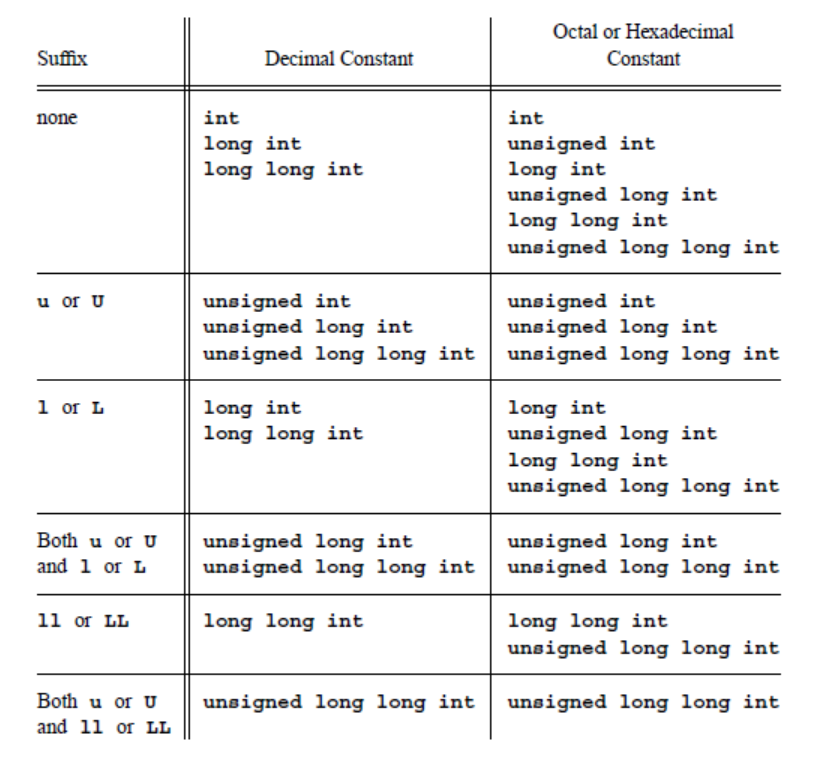 Suffix Decimal Constant Octal or Hexadecimal Constant
none int int
long int unsigned int
long long int long int
unsigned long int
long long int
unsigned long long int
u or U unsigned int unsigned int
unsigned long int unsigned long int
unsigned long long int unsigned long long int
l or L long int long int
long long int unsigned long int
long long int
unsigned long long int
Both u or U unsigned long int unsigned long int
and l or L unsigned long long int unsigned long long int
ll or LL long long int long long int
unsigned long long int
Both u or U unsigned long long int unsigned long long int
and ll or LL